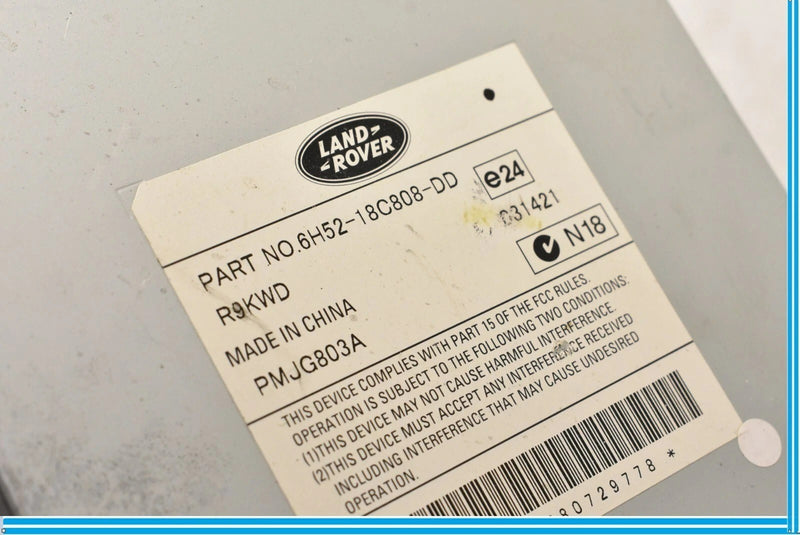 LAND-
-ROVER
PART NO.6H52-18C808-DD
e24
031421
R9KWD
N18
MADE IN CHINA
PMJG803A
THIS DEVICE COMPLIES WITH PART 15 OF THE FCC RULES.
OPERATION IS SUBJECT TO THE FOLLOWING TWO CONDITIONS:
(1)THIS DEVICE MAY NOT CAUSE HARMFUL INTERFERENCE.
(2)THIS DEVICE MUST ACCEPT ANY INTERFERENCE RECEIVED
INCLUDING INTERFERENCE THAT MAY CAUSE UNDESIRED
OPERATION.
80729778 *